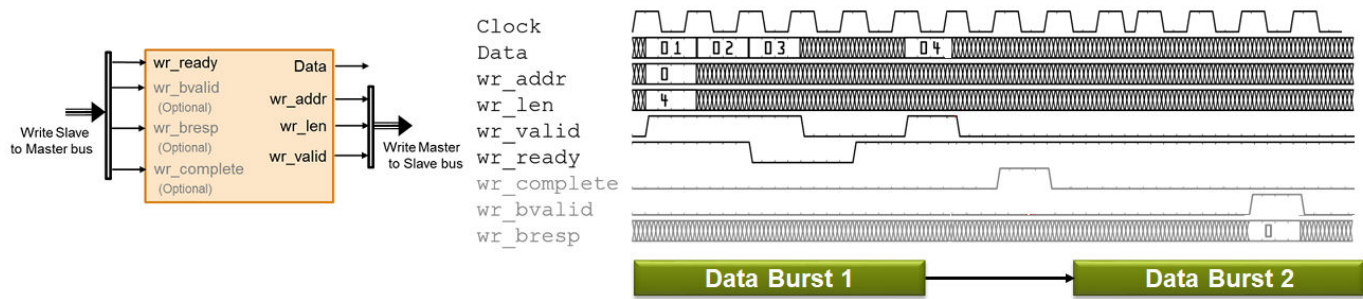 wr_ready
wr_bvalid
(Optional)
wr_bresp
(Optional)
wr_complete
(Optional)
Data
wr_addr
wr_len
wr_valid
Write Slave
to Master bus
Write Master
to Slave bus
Clock
Data 01 02 03 04
wr_addr 0
wr_len 4
wr_valid
wr_ready
wr_complete
wr_bvalid
wr_bresp 0
Data Burst 1 Data Burst 2